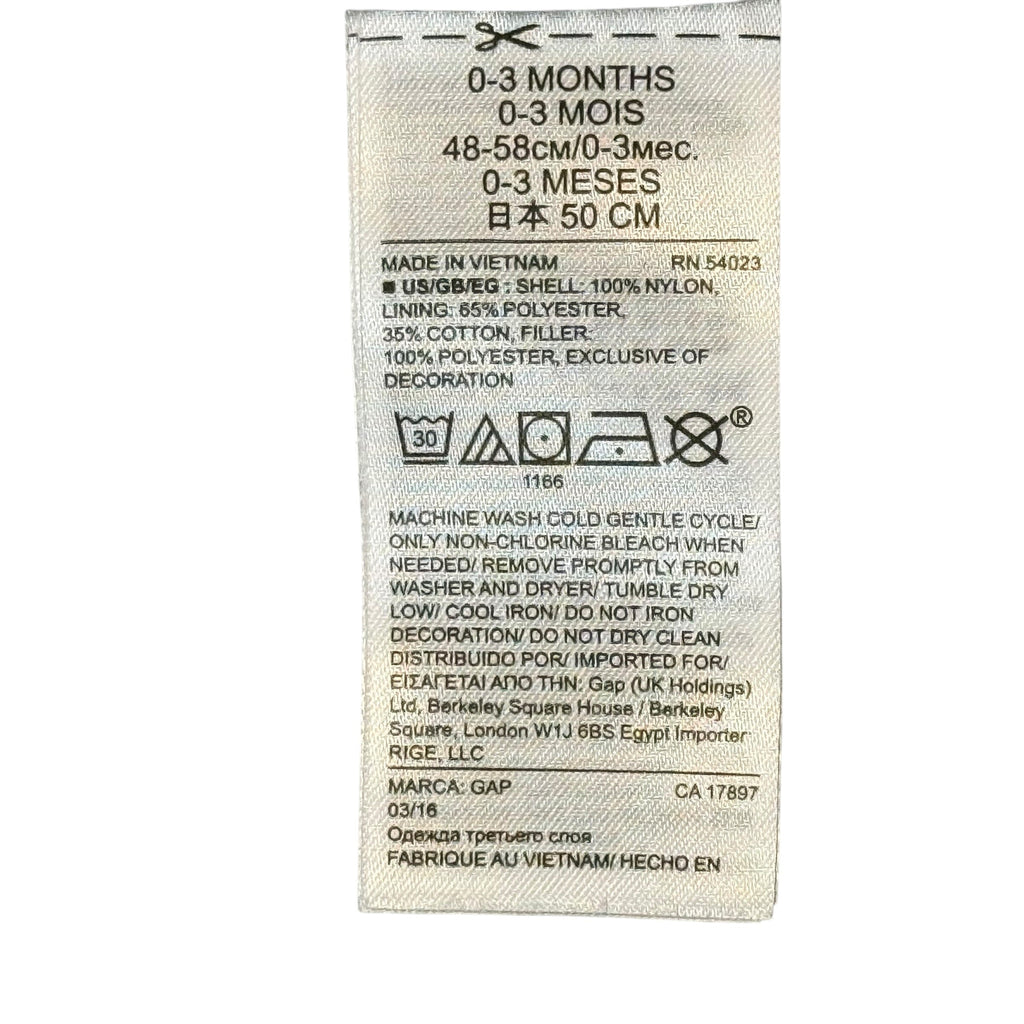 0-3 MONTHS
0-3 MOIS
48-58см/0-3мес.
0-3 MESES
日本 50 CM
MADE IN VIETNAM RN 54023
■ US/GB/EG : SHELL: 100% NYLON,
LINING: 65% POLYESTER,
35% COTTON, FILLER:
100% POLYESTER, EXCLUSIVE OF
DECORATION
30
®
1166
MACHINE WASH COLD GENTLE CYCLE/
ONLY NON-CHLORINE BLEACH WHEN
NEEDED/ REMOVE PROMPTLY FROM
WASHER AND DRYER/ TUMBLE DRY
LOW/ COOL IRON/ DO NOT IRON
DECORATION/ DO NOT DRY CLEAN
DISTRIBUIDO POR/ IMPORTED FOR/
ΕΙΣΑΓΕΤΑΙ ΑΠΟ ΤΗΝ: Gap (UK Holdings)
Ltd, Berkeley Square House / Berkeley
Square, London W1J 6BS Egypt Importer
RIGE, LLC
MARCA: GAP CA 17897
03/16
Одежда третьего слоя
FABRIQUE AU VIETNAM/ HECHO EN